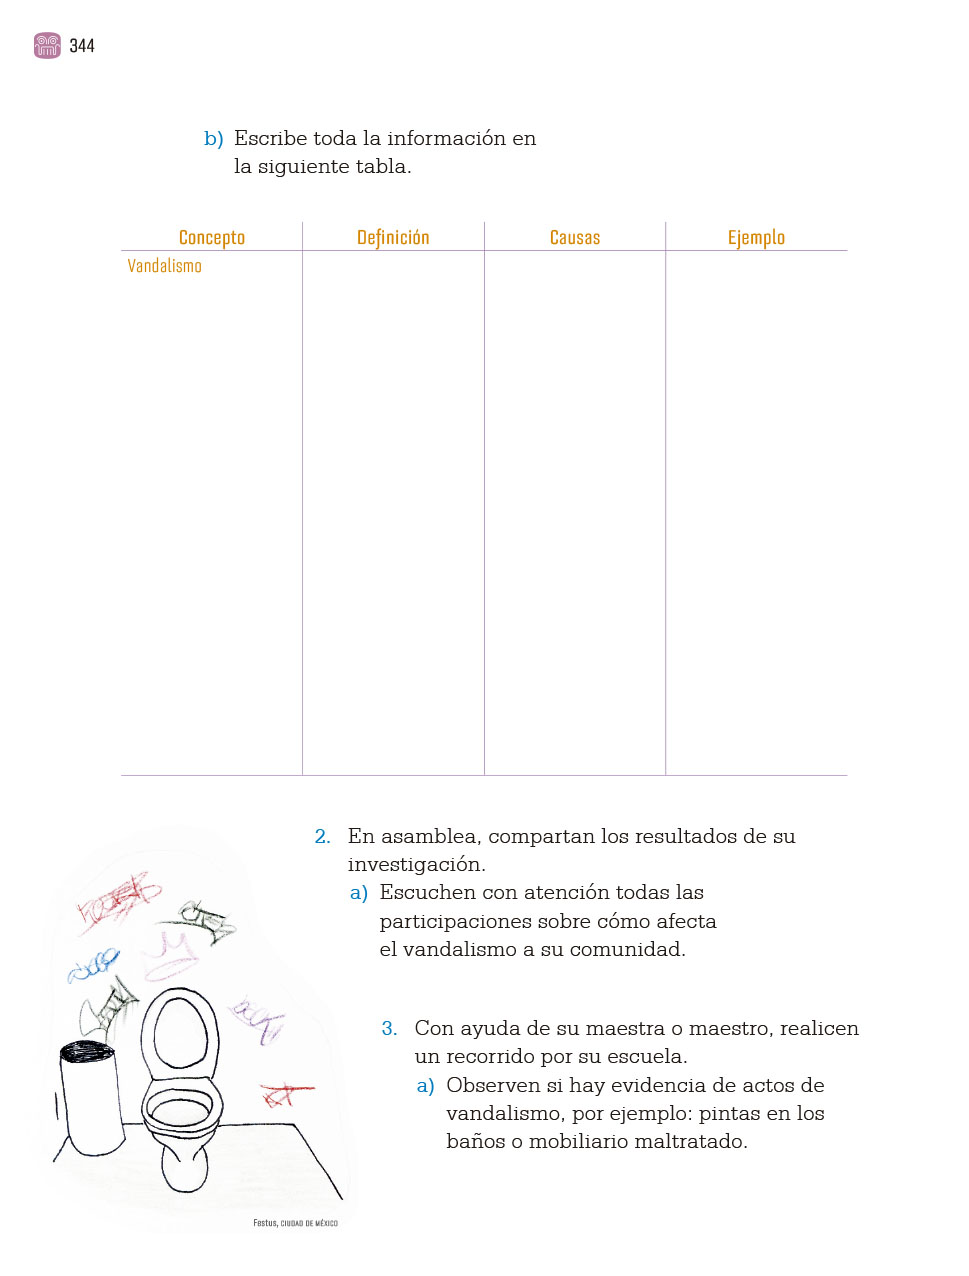 344
b) Escribe toda la información en
la siguiente tabla.
Concepto Definición Causas Ejemplo
Vandalismo
2. En asamblea, compartan los resultados de su
investigación.
a) Escuchen con atención todas las
participaciones sobre cómo afecta
el vandalismo a su comunidad.
3. Con ayuda de su maestra o maestro, realicen
un recorrido por su escuela.
a) Observen si hay evidencia de actos de
vandalismo, por ejemplo: pintas en los
baños o mobiliario maltratado.
Festus, CIUDAD DE MÉXICO